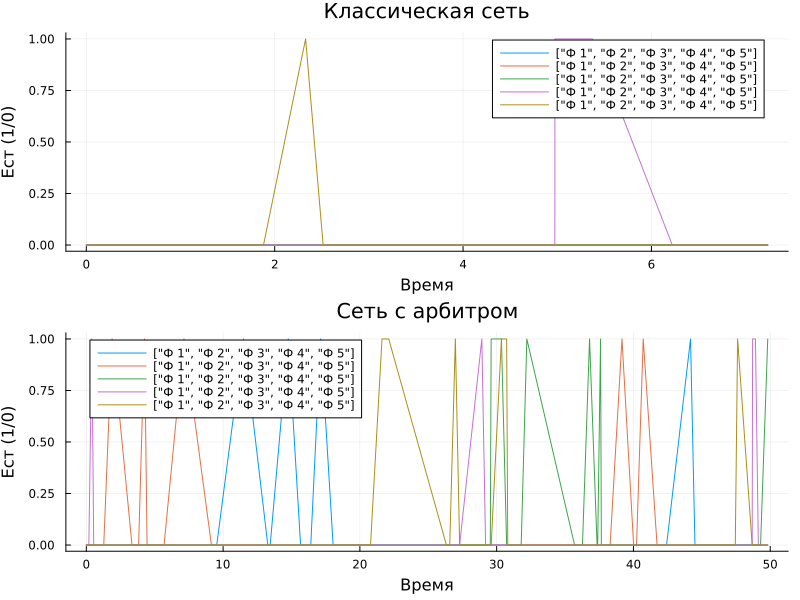 Классическая сеть
1.00
0.75
0.50
0.25
0.00
Ест (1/0)
["Ф 1", "Ф 2", "Ф 3", "Ф 4", "Ф 5"]
["Ф 1", "Ф 2", "Ф 3", "Ф 4", "Ф 5"]
["Ф 1", "Ф 2", "Ф 3", "Ф 4", "Ф 5"]
["Ф 1", "Ф 2", "Ф 3", "Ф 4", "Ф 5"]
["Ф 1", "Ф 2", "Ф 3", "Ф 4", "Ф 5"]
0 2 4 6
Время
Сеть с арбитром
1.00
0.75
0.50
0.25
0.00
Ест (1/0)
["Ф 1", "Ф 2", "Ф 3", "Ф 4", "Ф 5"]
["Ф 1", "Ф 2", "Ф 3", "Ф 4", "Ф 5"]
["Ф 1", "Ф 2", "Ф 3", "Ф 4", "Ф 5"]
["Ф 1", "Ф 2", "Ф 3", "Ф 4", "Ф 5"]
["Ф 1", "Ф 2", "Ф 3", "Ф 4", "Ф 5"]
0 10 20 30 40 50
Время